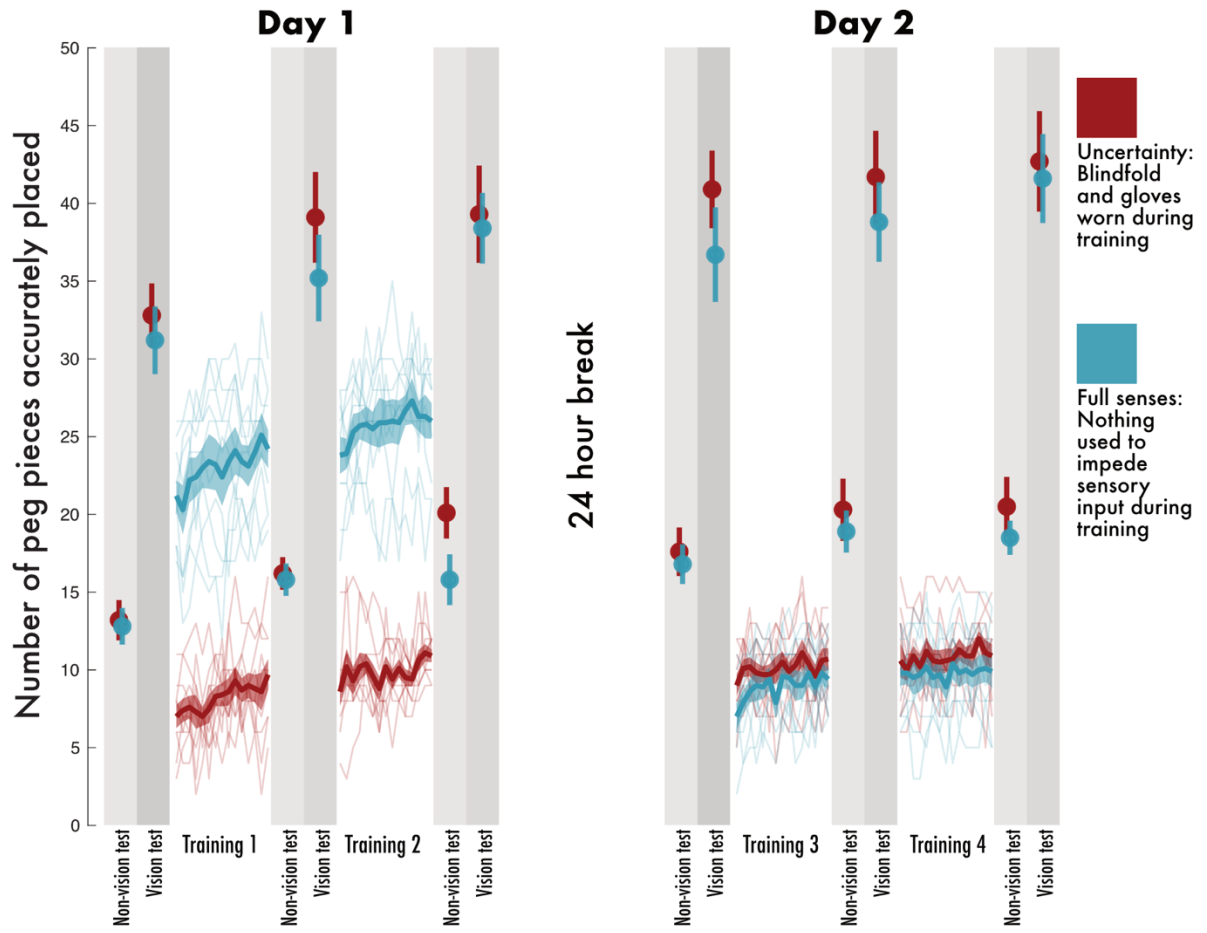 Day 1
Day 2
50
45
40
35
30
25
20
15
10
5
0
Number of peg pieces accurately placed
24 hour break
Uncertainty:
Blindfold
and gloves
worn during
training
Full senses:
Nothing
used to
impede
sensory
input during
training
Non-vision test
Vision test
Training 1
Non-vision test
Vision test
Training 2
Non-vision test
Vision test
Non-vision test
Vision test
Training 3
Non-vision test
Vision test
Training 4
Non-vision test
Vision test